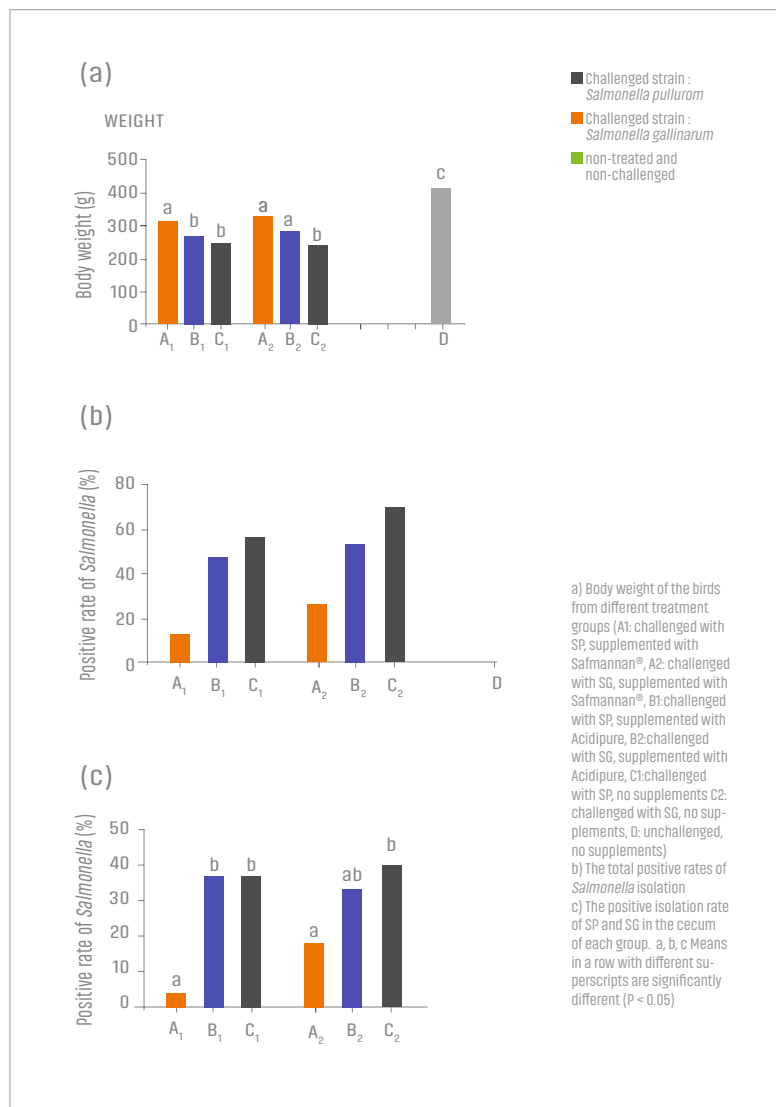 (a)
WEIGHT
Body weight (g)
500
400
300
200
100
0
a
b
b
a
a
b
c
A₁ B₁ C₁ A₂ B₂ C₂ D
Challenged strain :
Salmonella pullurom
Challenged strain :
Salmonella gallinarum
non-treated and
non-challenged
(b)
Positive rate of Salmonella (%)
80
60
40
20
0
A₁ B₁ C₁ A₂ B₂ C₂ D
(c)
Positive rate of Salmonella (%)
50
40
30
20
10
0
a
b
b
a
ab
b
A₁ B₁ C₁ A₂ B₂ C₂
a) Body weight of the birds
from different treatment
groups (A1: challenged with
SP, supplemented with
Safmannan®, A2: challenged
with SG, supplemented with
Safmannan®, B1:challenged
with SP, supplemented with
Acidipure, B2:challenged
with SG, supplemented with
Acidipure, C1:challenged
with SP, no supplements C2:
challenged with SG, no sup-
plements, D: unchallenged,
no supplements)
b) The total positive rates of
Salmonella isolation
c) The positive isolation rate
of SP and SG in the cecum
of each group. a, b, c Means
in a row with different su-
perscripts are significantly
different (P < 0.05)